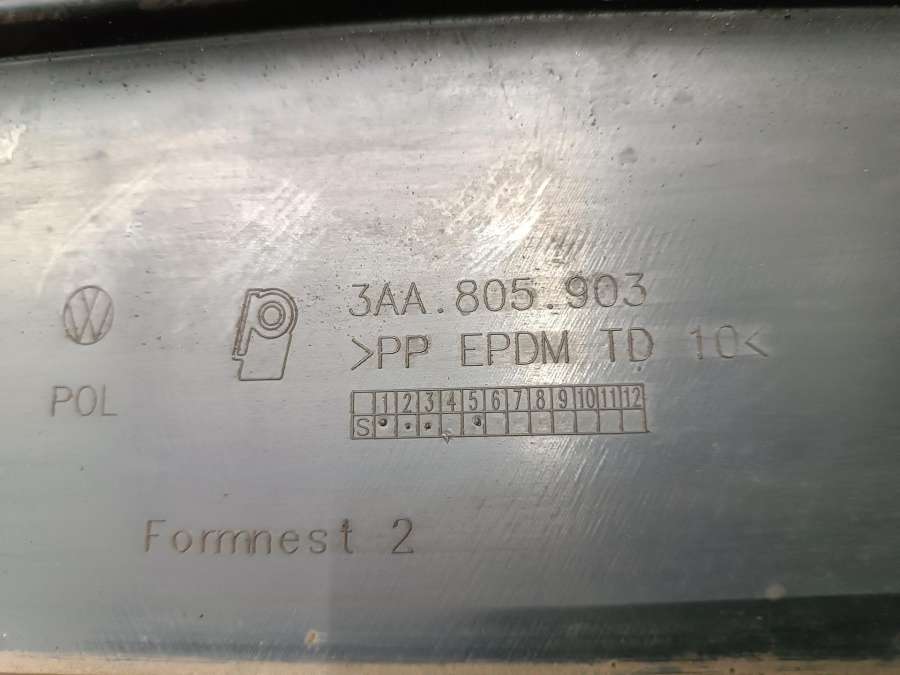 3AA.805.903
>PP EPDM TD 10<
POL
1 2 3 4 5 6 7 8 9 10 11 12
S
Formnest 2